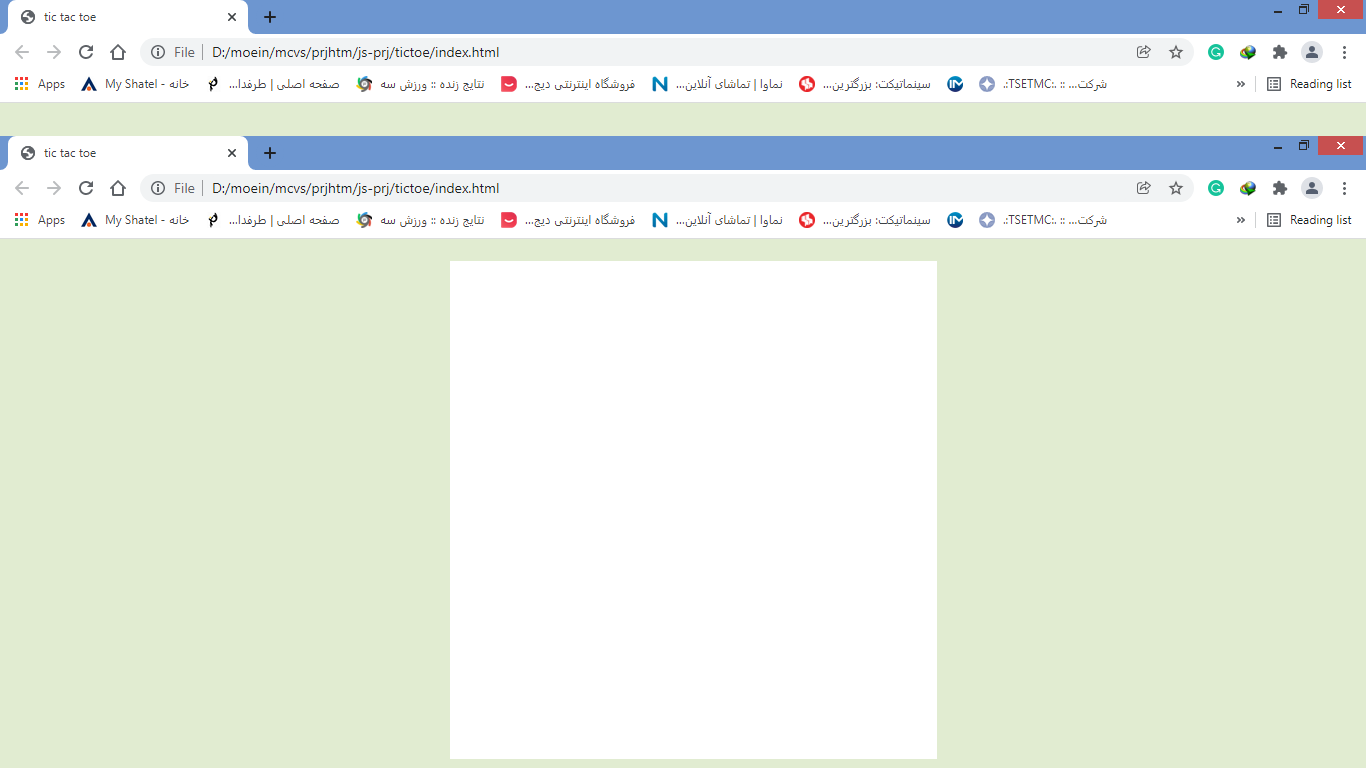 tic tac toe
File D:/moein/mcvs/prjhtm/js-prj/tictoe/index.html
Apps My Shatel - خانه صفحه اصلی | طرفدا... نتایج زنده :: ورزش سه فروشگاه اینترنتی دیج... نماوا | تماشای آنلاین... سینماتیکت: بزرگترین... .:TSETMC:. :: شرکت... » Reading list
tic tac toe
File D:/moein/mcvs/prjhtm/js-prj/tictoe/index.html
Apps My Shatel - خانه صفحه اصلی | طرفدا... نتایج زنده :: ورزش سه فروشگاه اینترنتی دیج... نماوا | تماشای آنلاین... سینماتیکت: بزرگترین... .:TSETMC:. :: شرکت... » Reading list